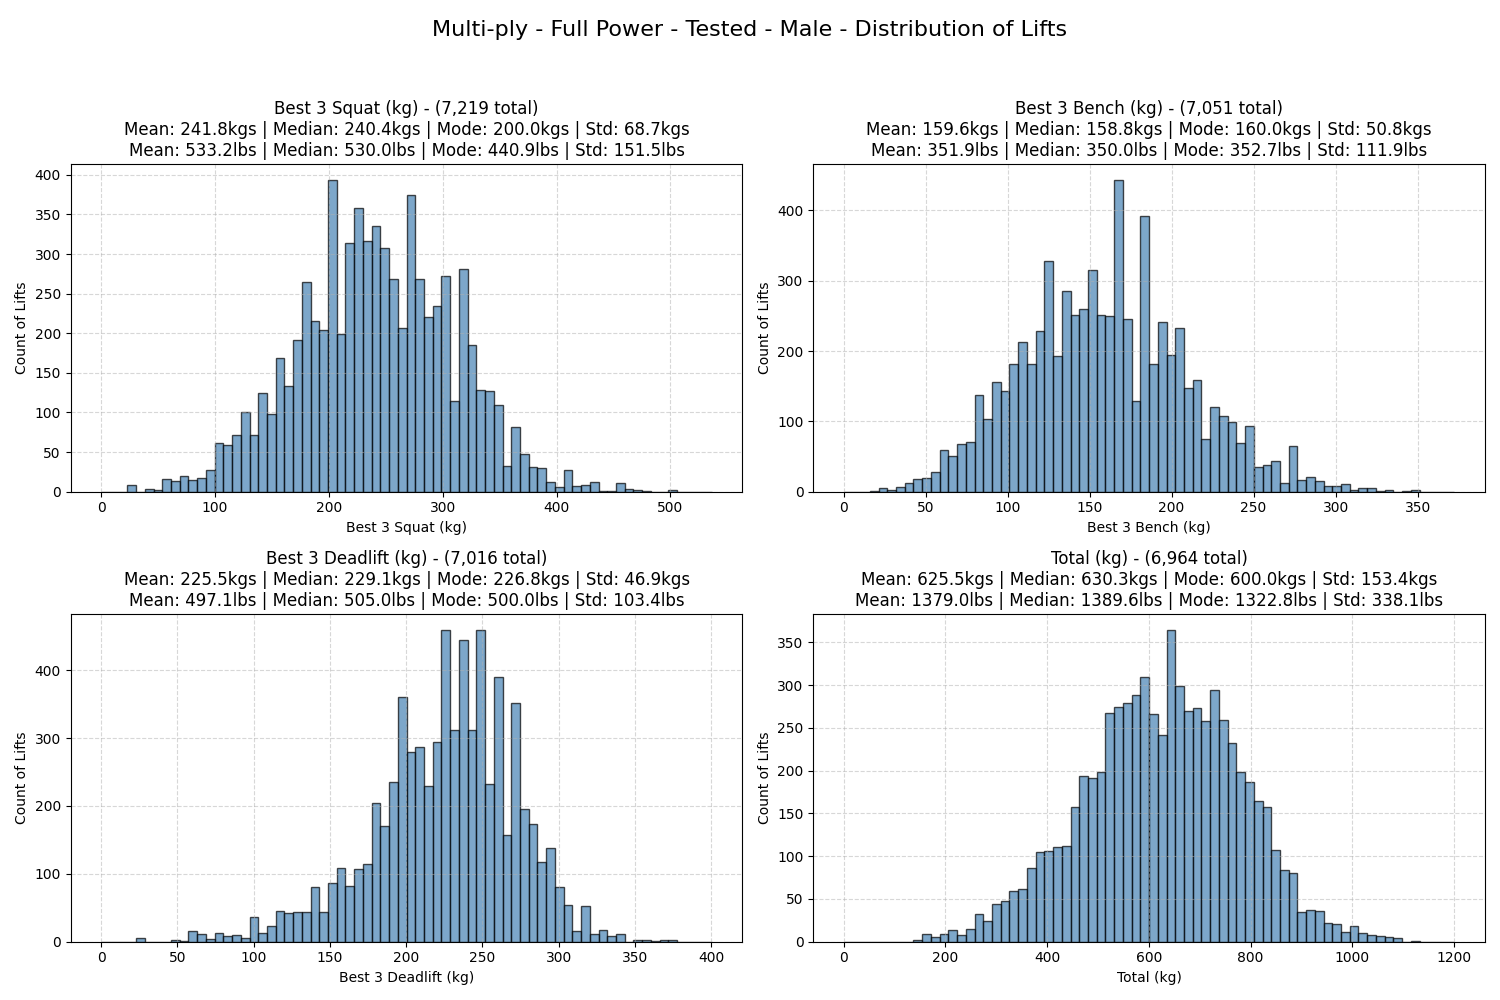 Multi-ply - Full Power - Tested - Male - Distribution of Lifts
Best 3 Squat (kg) - (7,219 total)
Mean: 241.8kgs | Median: 240.4kgs | Mode: 200.0kgs | Std: 68.7kgs
Mean: 533.2lbs | Median: 530.0lbs | Mode: 440.9lbs | Std: 151.5lbs
400
350
300
250
200
150
100
50
0
Count of Lifts
0 100 200 300 400 500
Best 3 Squat (kg)
Best 3 Bench (kg) - (7,051 total)
Mean: 159.6kgs | Median: 158.8kgs | Mode: 160.0kgs | Std: 50.8kgs
Mean: 351.9lbs | Median: 350.0lbs | Mode: 352.7lbs | Std: 111.9lbs
400
300
200
100
0
Count of Lifts
0 50 100 150 200 250 300 350
Best 3 Bench (kg)
Best 3 Deadlift (kg) - (7,016 total)
Mean: 225.5kgs | Median: 229.1kgs | Mode: 226.8kgs | Std: 46.9kgs
Mean: 497.1lbs | Median: 505.0lbs | Mode: 500.0lbs | Std: 103.4lbs
400
300
200
100
0
Count of Lifts
0 50 100 150 200 250 300 350 400
Best 3 Deadlift (kg)
Total (kg) - (6,964 total)
Mean: 625.5kgs | Median: 630.3kgs | Mode: 600.0kgs | Std: 153.4kgs
Mean: 1379.0lbs | Median: 1389.6lbs | Mode: 1322.8lbs | Std: 338.1lbs
350
300
250
200
150
100
50
0
Count of Lifts
0 200 400 600 800 1000 1200
Total (kg)